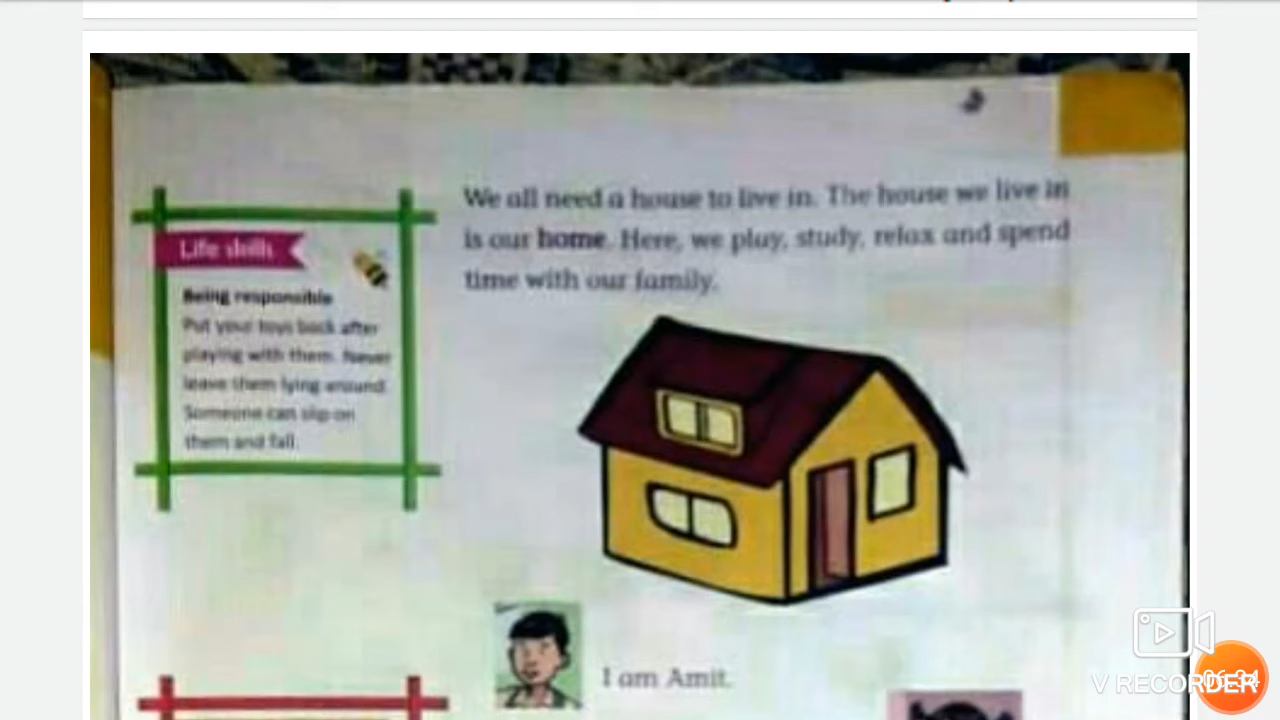 We all need a house to live in. The house we live in
is our home. Here, we play, study, relax and spend
time with our family.
Life skills
Being responsible
Put your toys back after
playing with them. Never
leave them lying around.
Someone can slip on
them and fall.
I am Amit.
V RECORDER
06:34